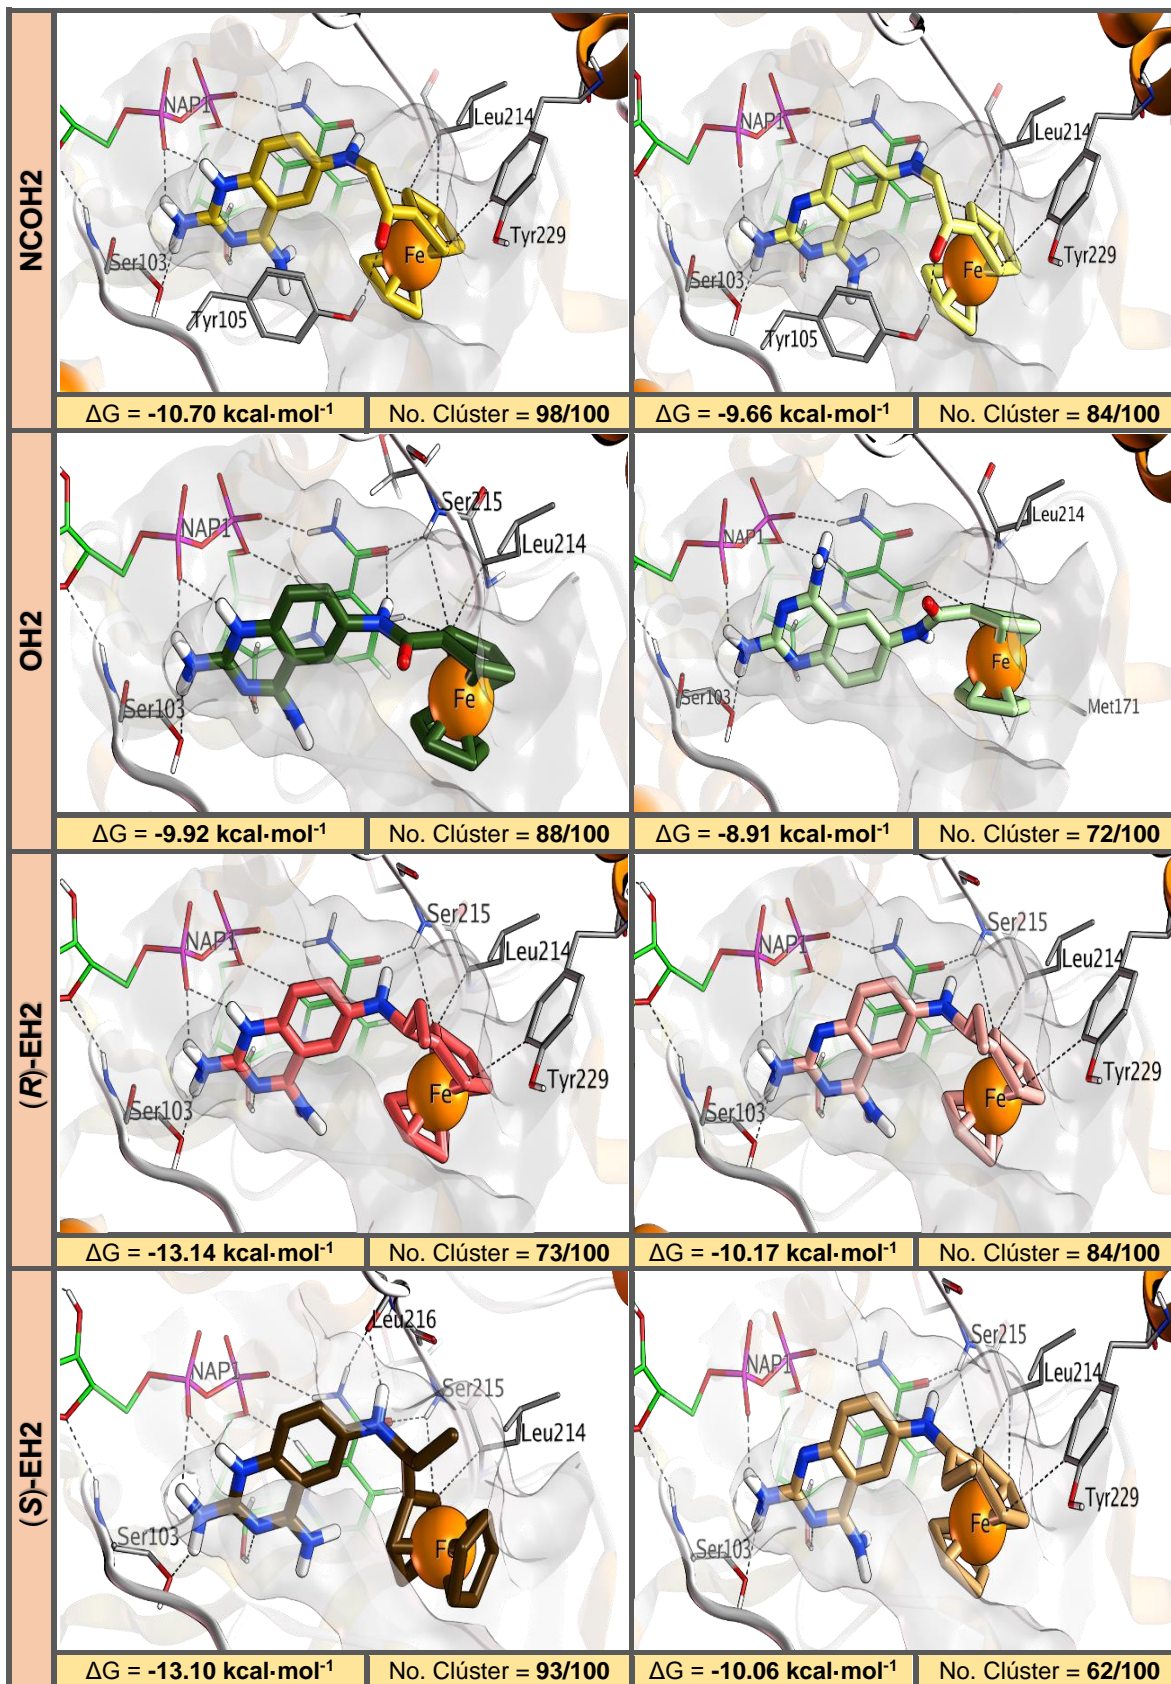 NCOH2
NAP1
Leu214
Tyr229
Ser103
Tyr105
Fe
NAP1
Leu214
Tyr229
Ser103
Tyr105
Fe
ΔG = -10.70 kcal·mol⁻¹
No. Clúster = 98/100
ΔG = -9.66 kcal·mol⁻¹
No. Clúster = 84/100
OH2
NAP1
Ser215
Leu214
Ser103
Fe
NAP1
Leu214
Ser103
Fe
Met171
ΔG = -9.92 kcal·mol⁻¹
No. Clúster = 88/100
ΔG = -8.91 kcal·mol⁻¹
No. Clúster = 72/100
(R)-EH2
NAP1
Ser215
Leu214
Tyr229
Ser103
Fe
NAP1
Ser215
Leu214
Tyr229
Ser103
Fe
ΔG = -13.14 kcal·mol⁻¹
No. Clúster = 73/100
ΔG = -10.17 kcal·mol⁻¹
No. Clúster = 84/100
(S)-EH2
Leu216
NAP1
Ser215
Leu214
Ser103
Fe
NAP1
Ser215
Leu214
Tyr229
Ser103
Fe
ΔG = -13.10 kcal·mol⁻¹
No. Clúster = 93/100
ΔG = -10.06 kcal·mol⁻¹
No. Clúster = 62/100